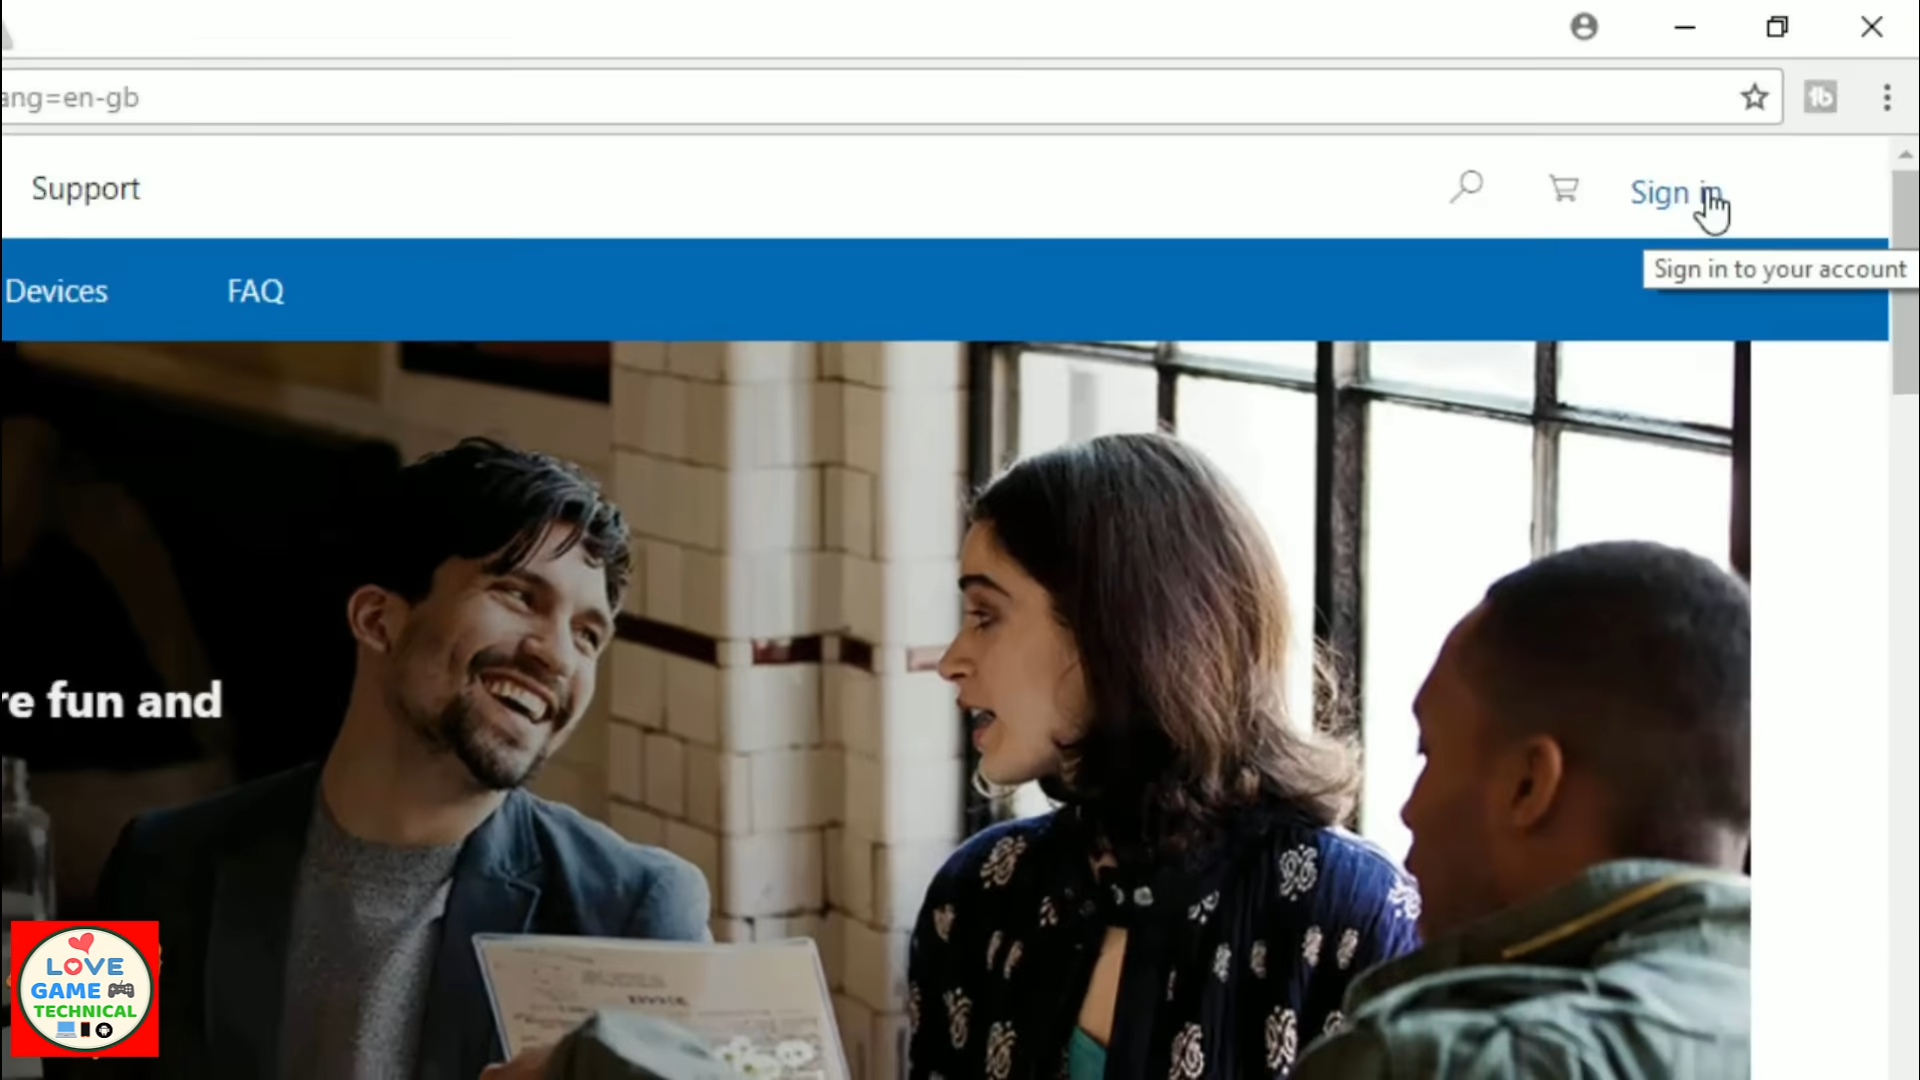 ang=en-gb
Support
Sign in
Sign in to your account
Devices
FAQ
re fun and
LOVE
GAME
TECHNICAL